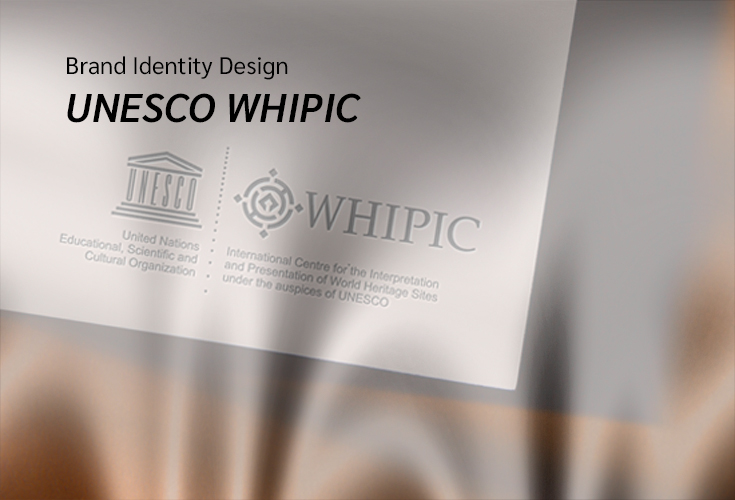 Brand Identity Design
UNESCO WHIPIC
UNESCO
United Nations
Educational, Scientific and
Cultural Organization
WHIPIC
International Centre for the Interpretation
and Presentation of World Heritage Sites
under the auspices of UNESCO